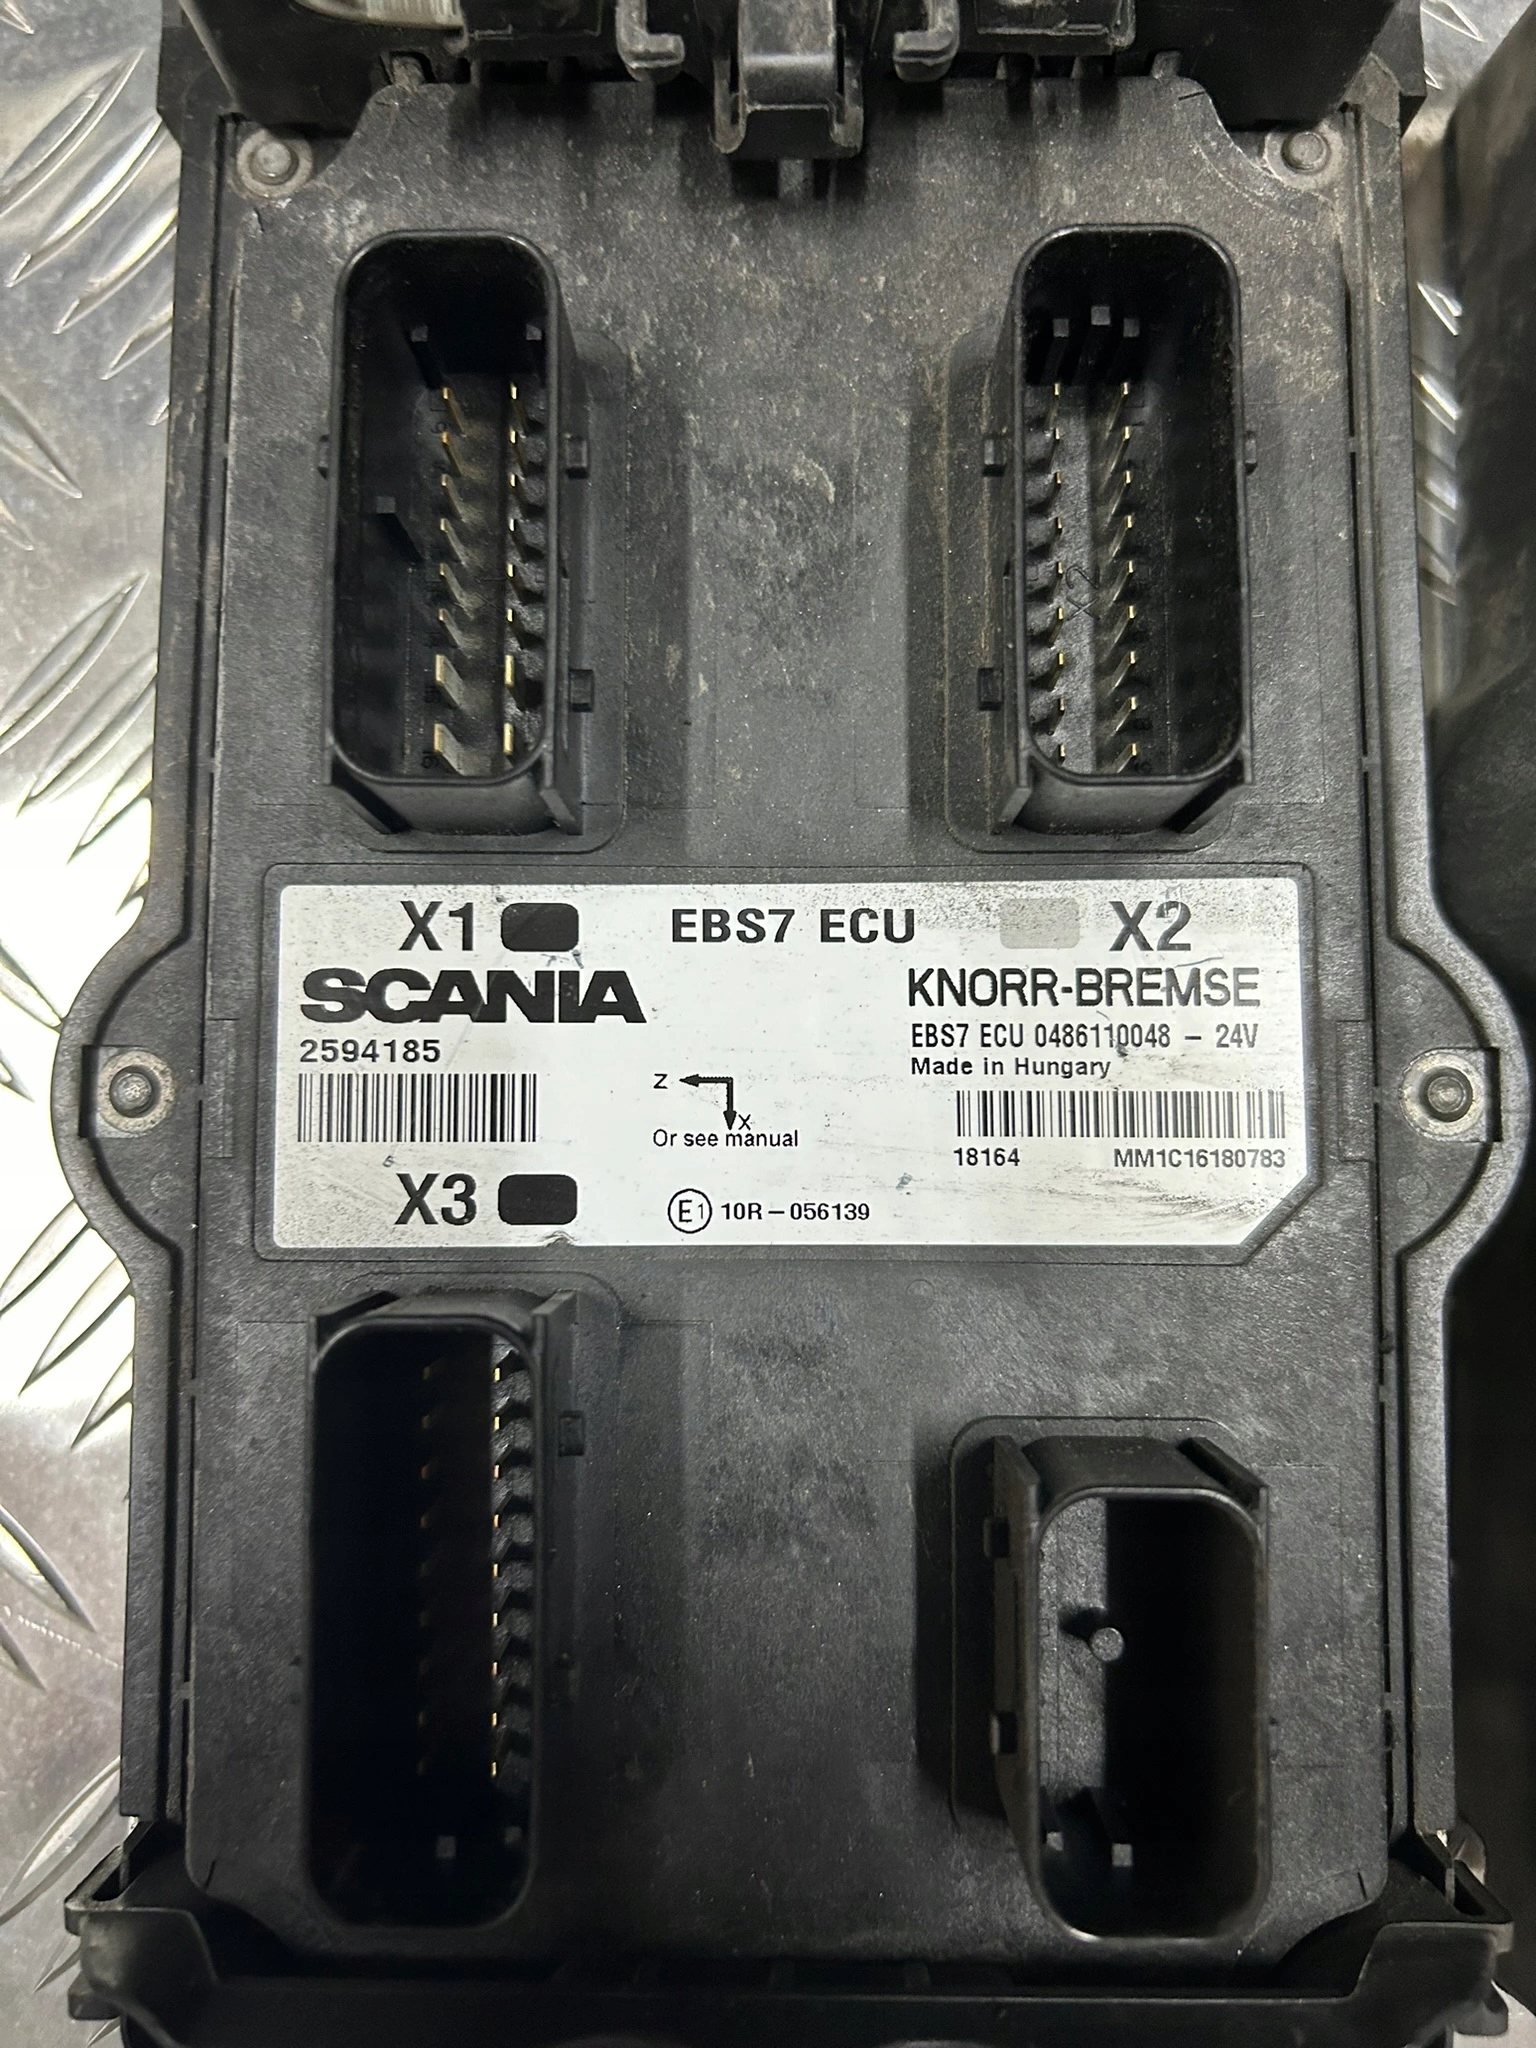 X2
X1 EBS7 ECU X2
SCANIA KNORR-BREMSE
2594185 EBS7 ECU 0486110048 - 24V
Made in Hungary
Z
X
Or see manual
18164 MM1C16180783
X3
E1 10R-056139